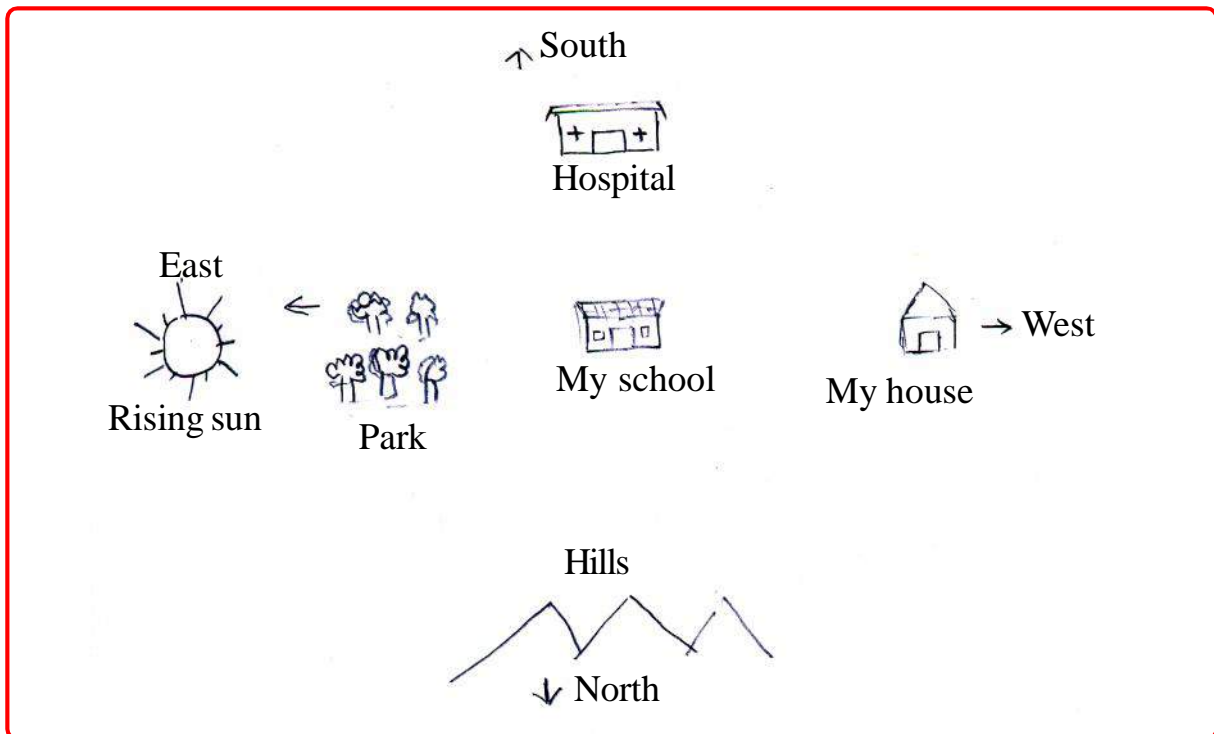 South
Hospital
East
West
My school
My house
Rising sun
Park
Hills
North